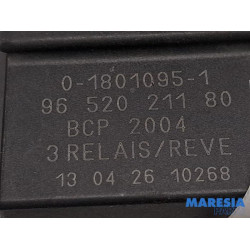 0-1801095-1
96 520 211 80
BCP 2004
3 RELAIS/REVE
13 04 26 10268
MARESIA